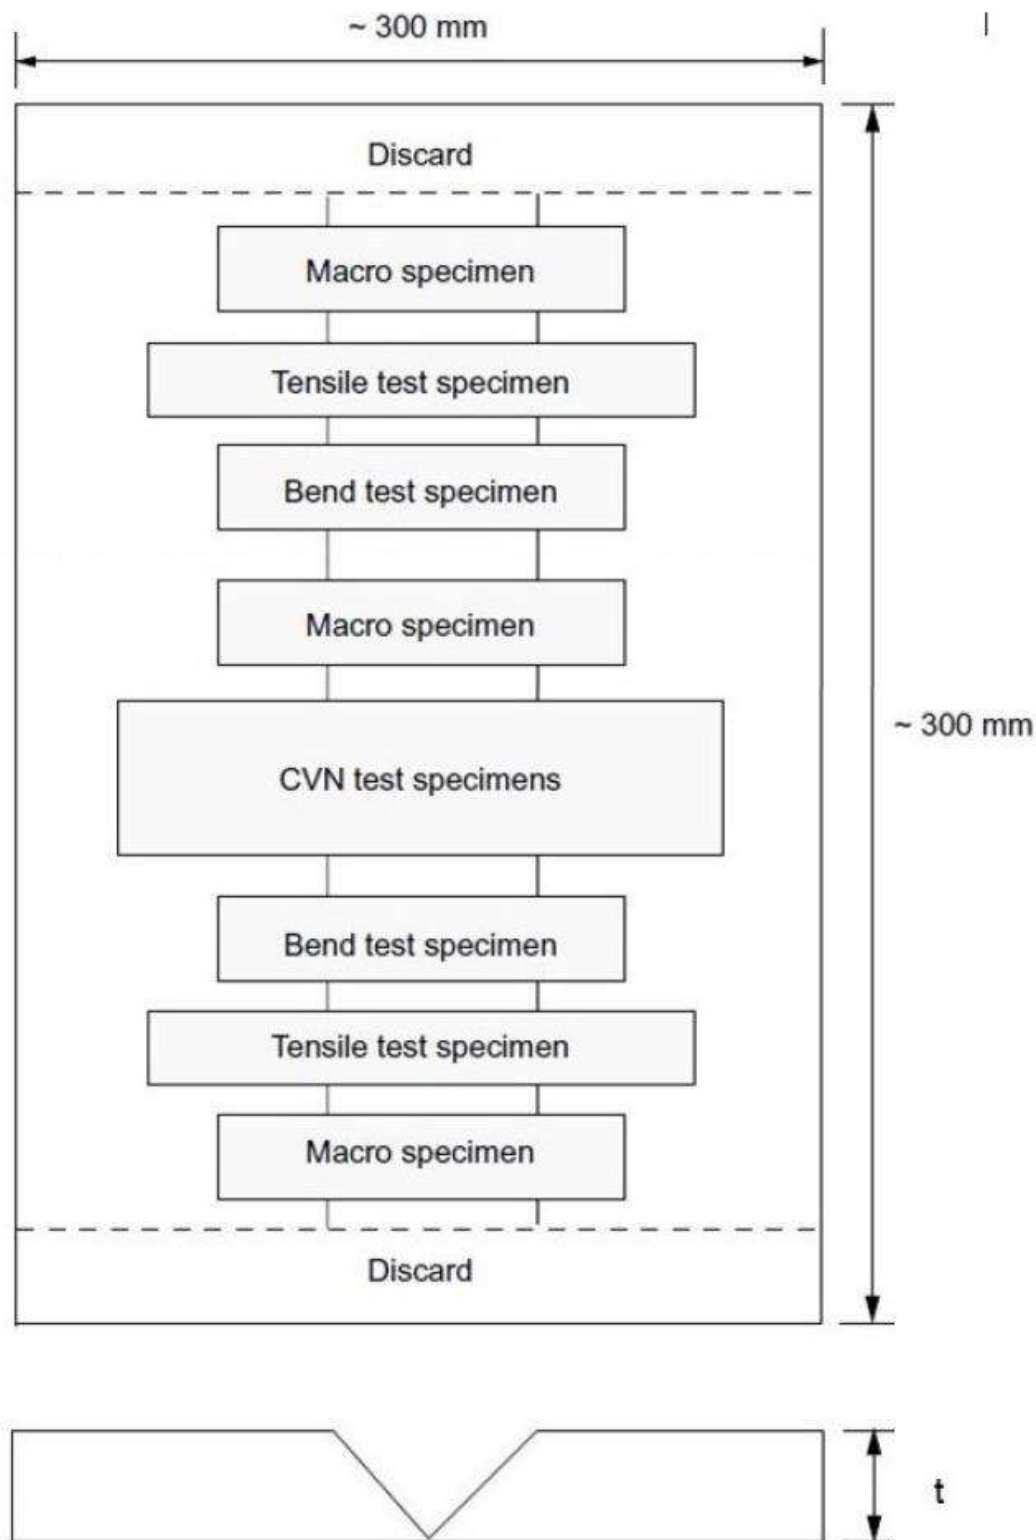 ~ 300 mm
Discard
Macro specimen
Tensile test specimen
Bend test specimen
Macro specimen
~ 300 mm
CVN test specimens
Bend test specimen
Tensile test specimen
Macro specimen
Discard
t